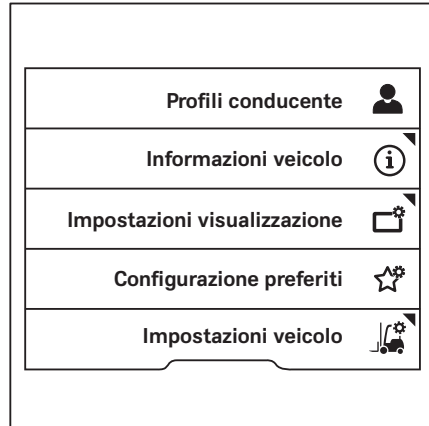 Profili conducente
Informazioni veicolo
Impostazioni visualizzazione
Configurazione preferiti
Impostazioni veicolo